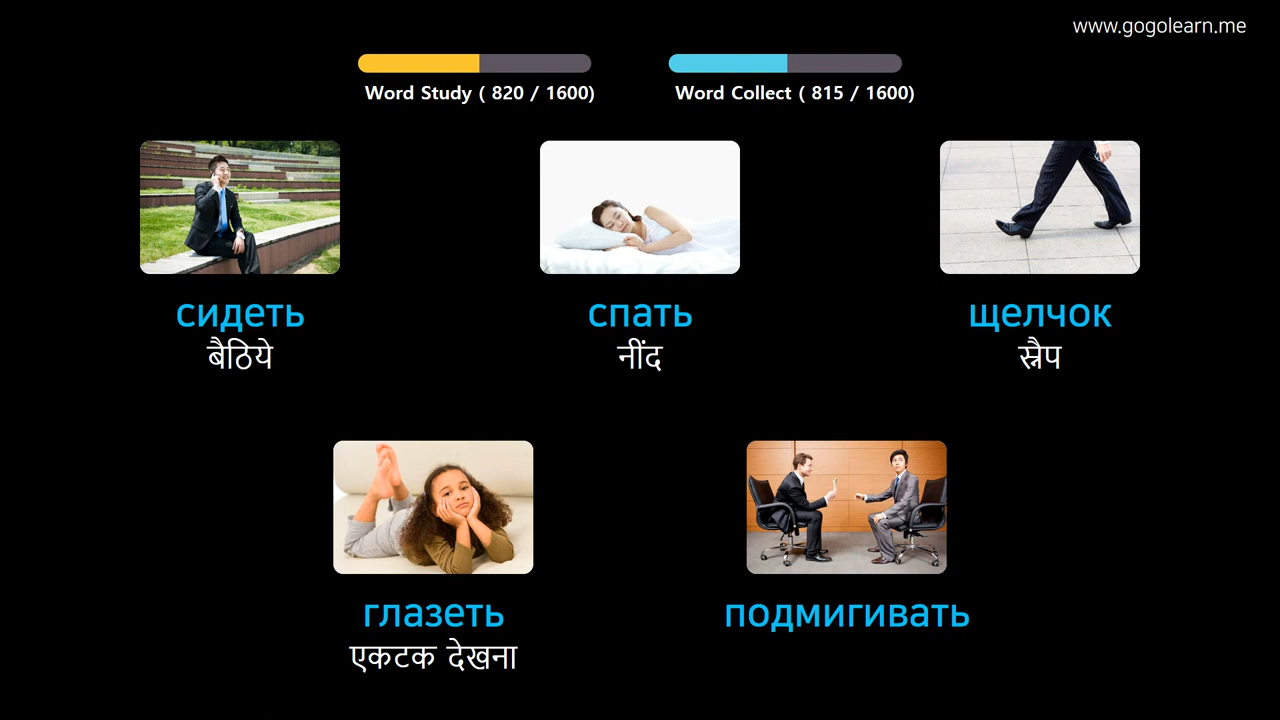 www.gogolearn.me
Word Study ( 820 / 1600)
Word Collect ( 815 / 1600)
сидеть
बैठिये
спать
नींद
щелчок
स्नैप
глазеть
एकटक देखना
подмигивать